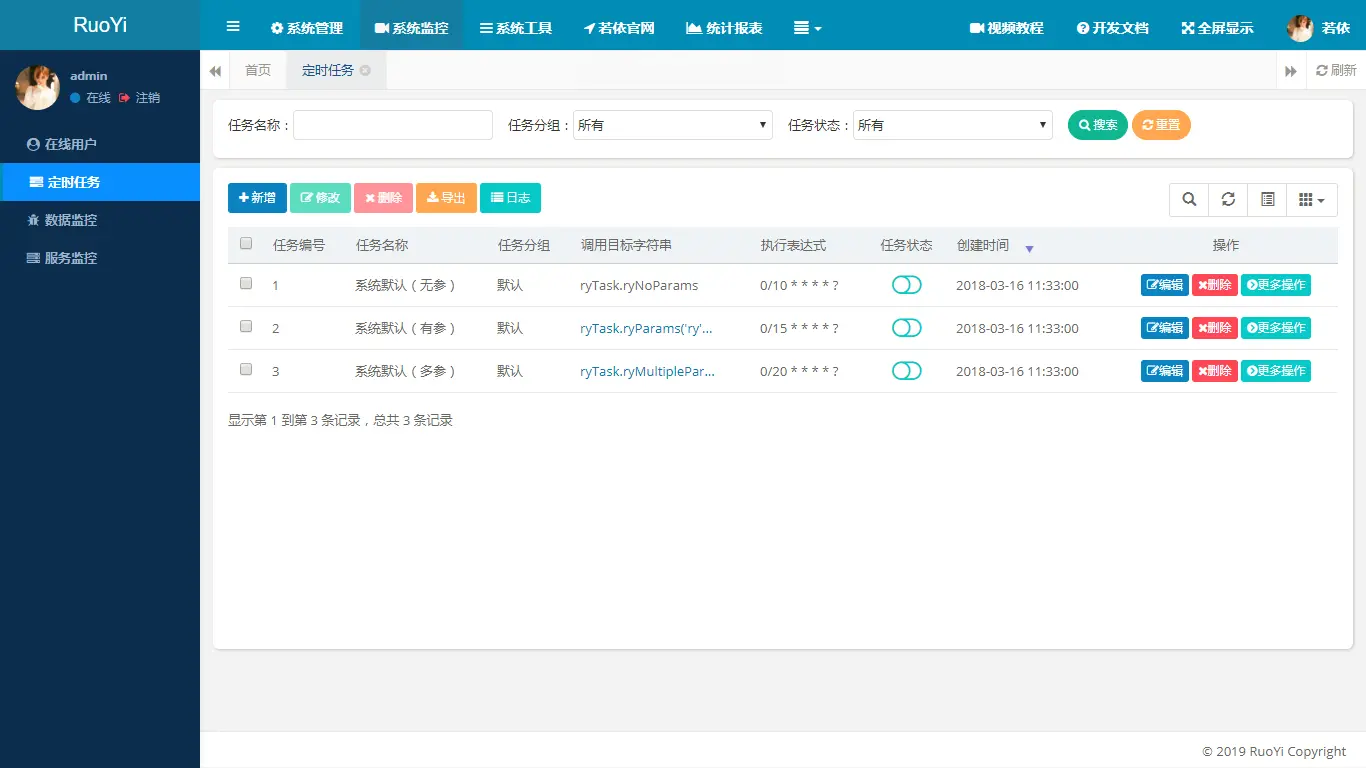 RuoYi 系统管理 系统监控 系统工具 若依官网 统计报表 视频教程 开发文档 全屏显示 若依
admin
在线 注销
在线用户
定时任务
数据监控
服务监控
首页 定时任务 刷新
任务名称： 任务分组： 所有 任务状态： 所有 搜索 重置
新增 修改 删除 导出 日志
任务编号 任务名称 任务分组 调用目标字符串 执行表达式 任务状态 创建时间 操作
1 系统默认（无参） 默认 ryTask.ryNoParams 0/10 * * * * ? 2018-03-16 11:33:00 编辑 删除 更多操作
2 系统默认（有参） 默认 ryTask.ryParams('ry'... 0/15 * * * * ? 2018-03-16 11:33:00 编辑 删除 更多操作
3 系统默认（多参） 默认 ryTask.ryMultiplePar... 0/20 * * * * ? 2018-03-16 11:33:00 编辑 删除 更多操作
显示第 1 到第 3 条记录，总共 3 条记录
© 2019 RuoYi Copyright